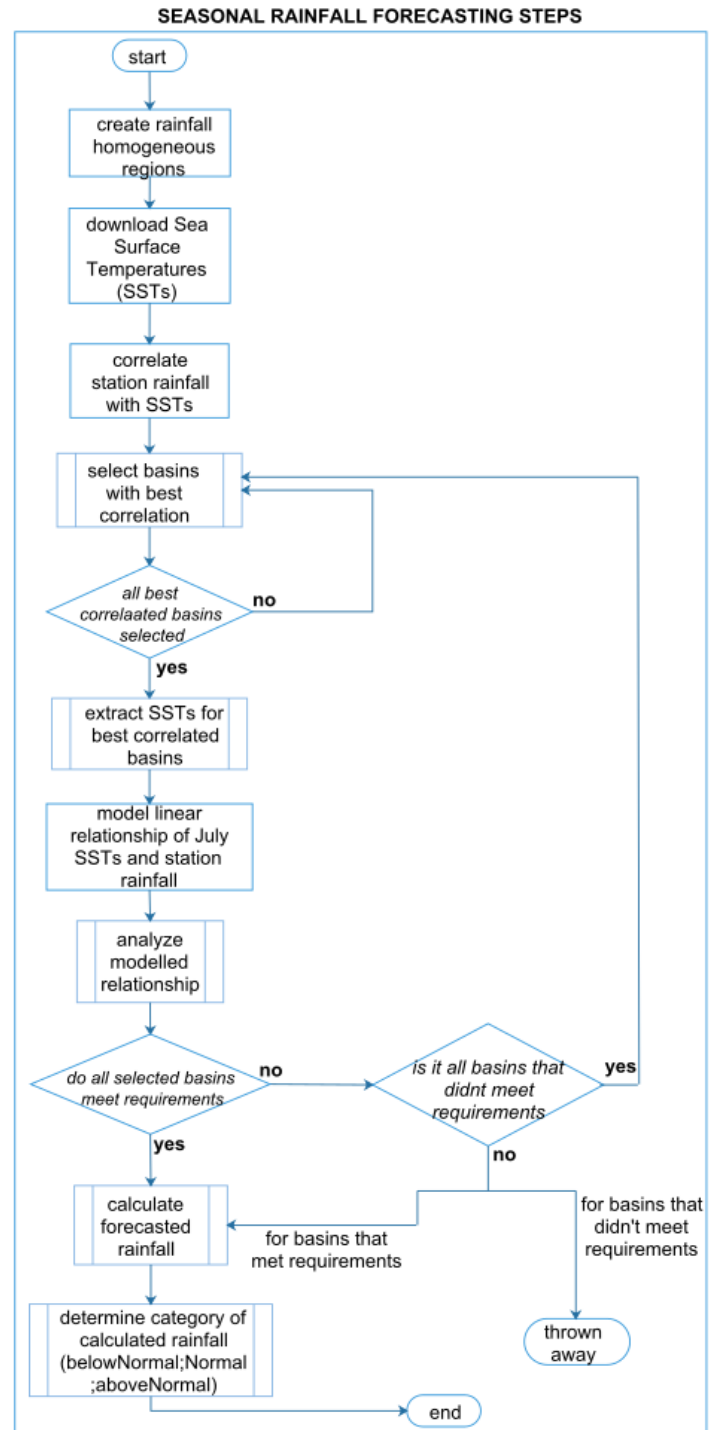 SEASONAL RAINFALL FORECASTING STEPS
start
create rainfall
homogeneous
regions
download Sea
Surface
Temperatures
(SSTs)
correlate
station rainfall
with SSTs
select basins
with best
correlation
all best
correlaated basins
selected
no
yes
extract SSTs for
best correlated
basins
model linear
relationship of July
SSTs and station
rainfall
analyze
modelled
relationship
do all selected basins
meet requirements
no
is it all basins that
didnt meet
requirements
yes
yes
no
calculate
forecasted
rainfall
for basins that
met requirements
for basins that
didn't meet
requirements
determine category of
calculated rainfall
(belowNormal;Normal
;aboveNormal)
thrown
away
end